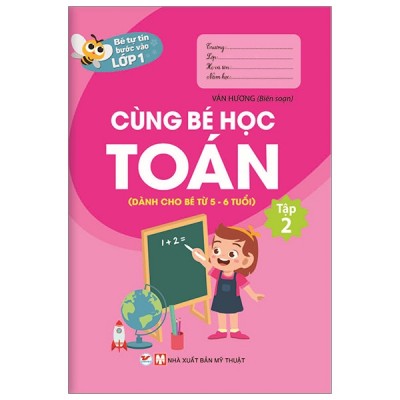 Bé tự tin
bước vào
LỚP 1
Trường:
Lớp:
Họ và tên:
Năm học:
VÂN HƯƠNG (Biên soạn)
CÙNG BÉ HỌC
TOÁN
(DÀNH CHO BÉ TỪ 5 - 6 TUỔI)
Tập
2
1+2=
NHÀ XUẤT BẢN MỸ THUẬT